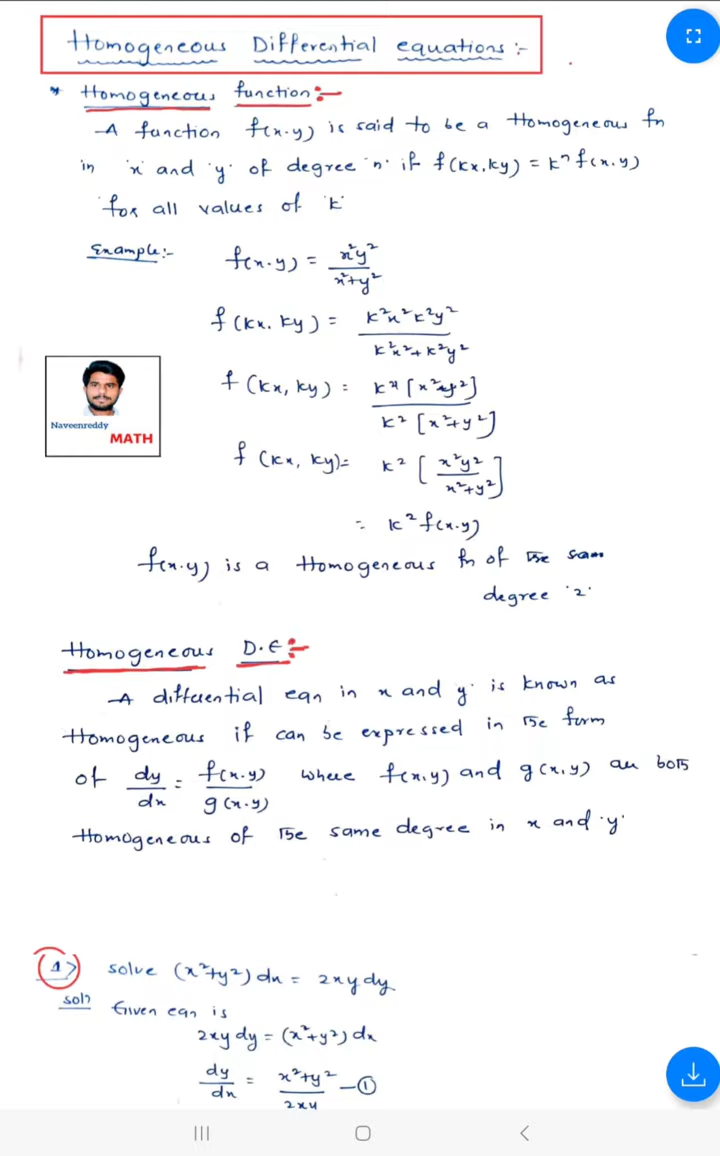 Homogeneous Differential equations :-
* Homogeneous function :-
A function f(x.y) is said to be a Homogeneous fn
in 'x' and 'y' of degree 'n' if f(kx.ky) = kⁿ f(x.y)
for all values of 'k'
Example:- f(x.y) = x²y² / x²+y²
f(kx. ky) = k²x²k²y² / k²x²+k²y²
f(kx, ky) = k⁴[x²y²] / k²[x²+y²]
Naveenreddy
MATH
f(kx, ky) = k² [x²y² / x²+y²]
= k² f(x.y)
f(x.y) is a Homogeneous fn of the same
degree '2'
Homogeneous D.E :-
A differential eqn in x and y' is known as
Homogeneous if can be expressed in the form
of dy/dx = f(x.y) / g(x.y) where f(x,y) and g(x,y) are both
Homogeneous of the same degree in x and 'y'
1> solve (x²+y²) dx = 2xy dy
solⁿ Given eqn is
2xy dy = (x²+y²) dx
dy/dx = x²+y² / 2xy — ①